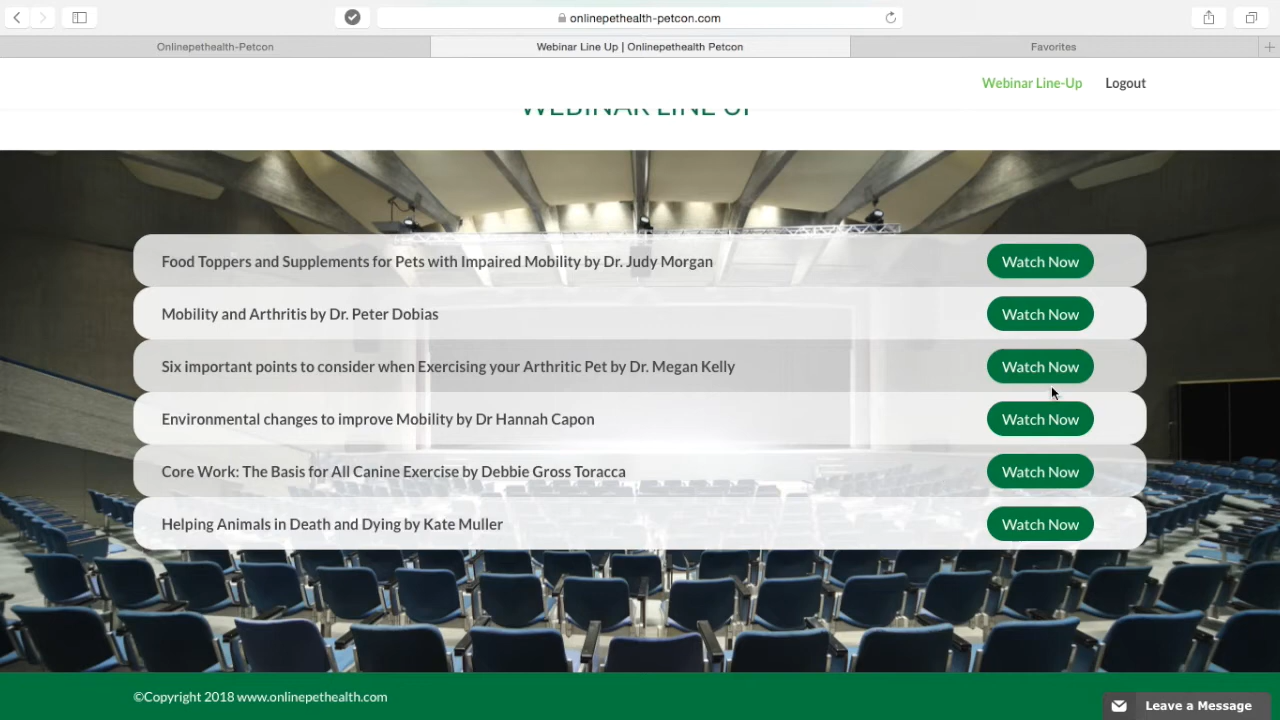 onlinepethealth-petcon.com
Onlinepethealth-Petcon
Webinar Line Up | Onlinepethealth Petcon
Favorites
Webinar Line-Up
Logout
WEBINAR LINE UP
Food Toppers and Supplements for Pets with Impaired Mobility by Dr. Judy Morgan
Watch Now
Mobility and Arthritis by Dr. Peter Dobias
Watch Now
Six important points to consider when Exercising your Arthritic Pet by Dr. Megan Kelly
Watch Now
Environmental changes to improve Mobility by Dr Hannah Capon
Watch Now
Core Work: The Basis for All Canine Exercise by Debbie Gross Toracca
Watch Now
Helping Animals in Death and Dying by Kate Muller
Watch Now
©Copyright 2018 www.onlinepethealth.com
Leave a Message